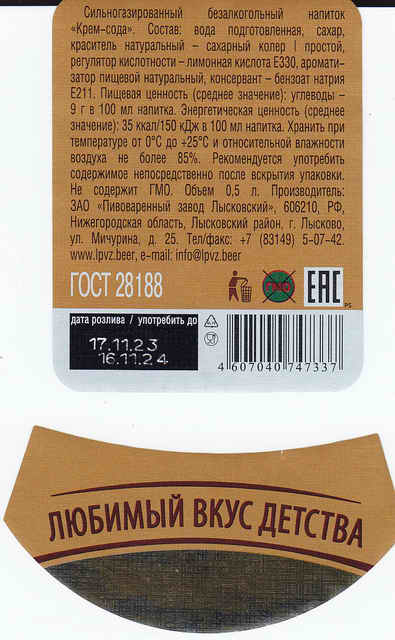 Сильногазированный безалкогольный напиток
«Крем-сода». Состав: вода подготовленная, сахар,
краситель натуральный – сахарный колер I простой,
регулятор кислотности – лимонная кислота Е330, аромати-
затор пищевой натуральный, консервант – бензоат натрия
Е211. Пищевая ценность (среднее значение): углеводы –
9 г в 100 мл напитка. Энергетическая ценность (среднее
значение): 35 ккал/150 кДж в 100 мл напитка. Хранить при
температуре от 0°С до +25°С и относительной влажности
воздуха не более 85%. Рекомендуется употребить
содержимое непосредственно после вскрытия упаковки.
Не содержит ГМО. Объем 0,5 л. Производитель:
ЗАО «Пивоваренный завод Лысковский», 606210, РФ,
Нижегородская область, Лысковский район, г. Лысково,
ул. Мичурина, д. 25. Тел/факс: +7 (83149) 5-07-42.
www.lpvz.beer, e-mail: info@lpvz.beer
ГОСТ 28188
ГМО
ЕАС
PS
дата розлива / употребить до
17.11.23
16.11.24
4 607040 747337
ЛЮБИМЫЙ ВКУС ДЕТСТВА